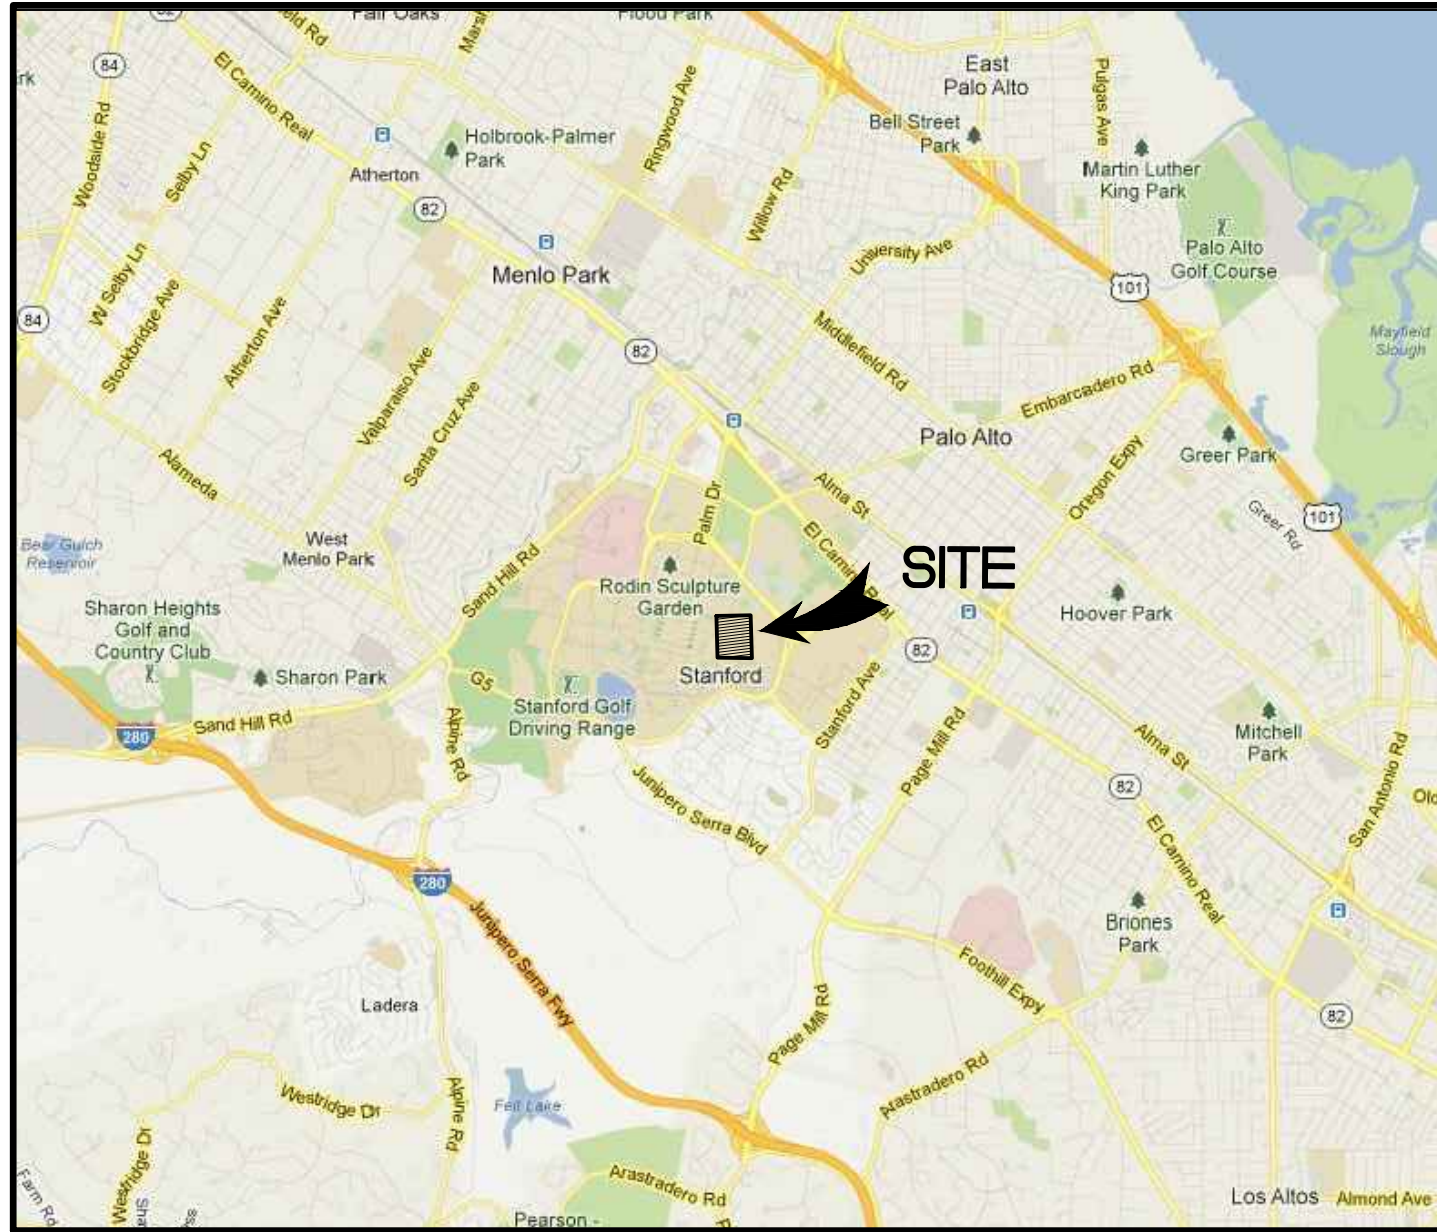 82
Fair Oaks
Flood Park
84
El Camino Real
Woodside Rd
Selby Ln
Holbrook-Palmer
Park
Atherton
82
Ringwood Ave
Willow Rd
East
Palo Alto
Pulgas Ave
Bell Street
Park
Martin Luther
King Park
University Ave
Palo Alto
Golf Course
101
W Selby Ln
Stockbridge Ave
Atherton Ave
Menlo Park
84
82
Valparaiso Ave
Santa Cruz Ave
Middlefield Rd
Embarcadero Rd
Mayfield
Slough
Palo Alto
Greer Park
Oregon Expy
Greer Rd
101
Alameda
West
Menlo Park
Bear Gulch
Reservoir
Sand Hill Rd
Palm Dr
Alma St
El Camino Real
SITE
Rodin Sculpture
Garden
Hoover Park
Sharon Heights
Golf and
Country Club
Sharon Park
G5
Stanford
82
Stanford Golf
Driving Range
Sand Hill Rd
280
Alpine Rd
Stanford Ave
Page Mill Rd
Mitchell
Park
Alma St
San Antonio Rd
Junipero Serra Blvd
82
El Camino Real
280
Junipero Serra Fwy
Briones
Park
Foothill Expy
Ladera
Page Mill Rd
82
Arastradero Rd
Westridge Dr
Alpine Rd
Felt Lake
Westridge Dr
Farm Rd
Arastradero Rd
Pearson -
Los Altos
Almond Ave